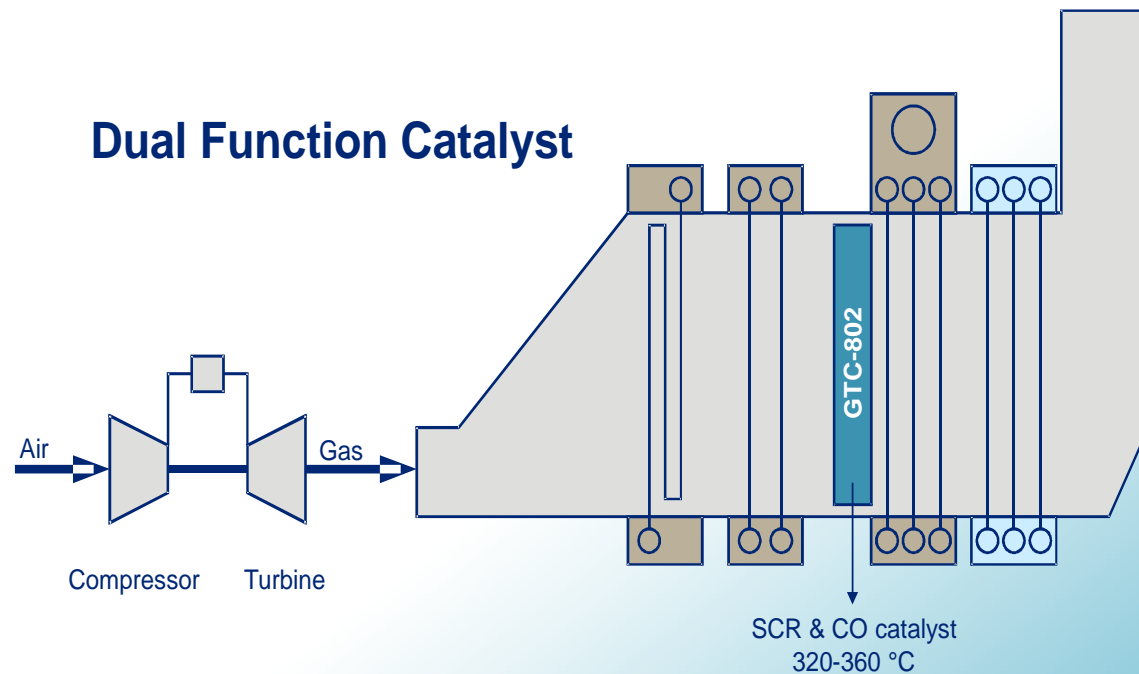 Dual Function Catalyst
GTC-802
Air
Gas
Compressor
Turbine
SCR & CO catalyst
320-360 °C